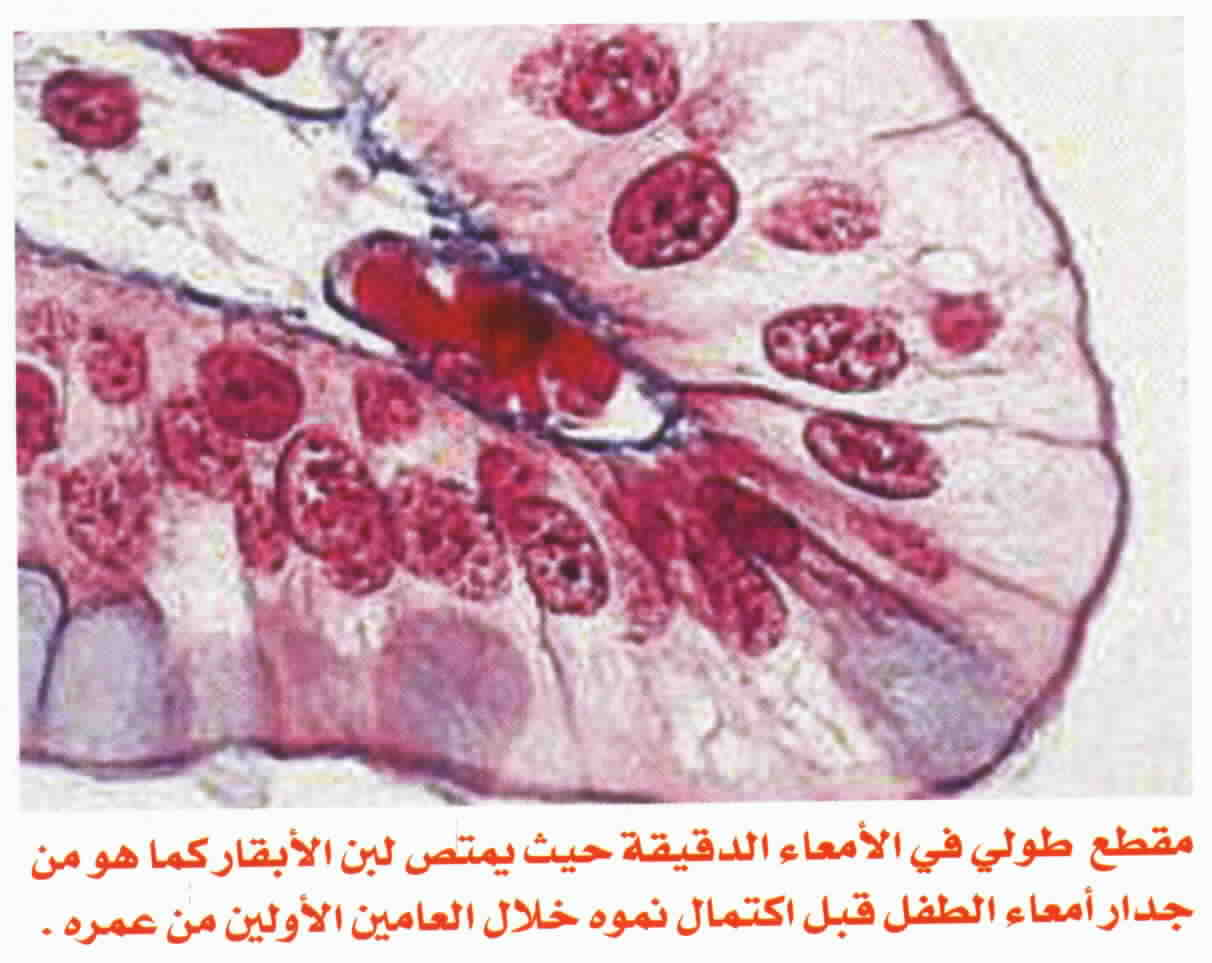 مقطع طولي في الأمعاء الدقيقة حيث يمتص لبن الأبقار كما هو من
جدار أمعاء الطفل قبل اكتمال نموه خلال العامين الأولين من عمره .